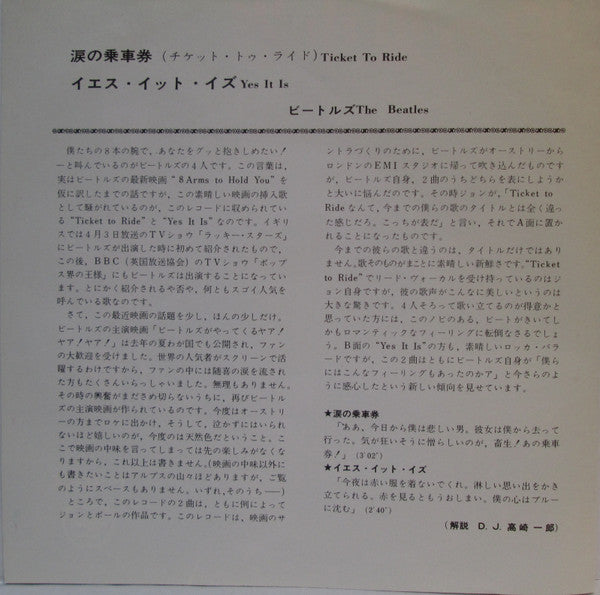 涙の乗車券（チケット・トゥ・ライド）Ticket To Ride
イエス・イット・イズ Yes It Is
ビートルズ The Beatles
僕たちの8本の腕で、あなたをグッと抱きしめたい！
ーと叫んでいるのがビートルズの4人です。この言葉は、
実はビートルズの最新映画“8 Arms to Hold You”を
仮に訳したまでの話ですが、この素晴しい映画の挿入歌
として騒がれているのが、このレコードに収められてい
る“Ticket to Ride”と“Yes It Is”なのです。イギリ
スでは4月3日放送のTVショウ「ラッキー・スターズ」
にビートルズが出演した時に初めて紹介されたもので、
この後、BBC（英国放送協会）のTVショウ「ポップ
ス界の王様」にもビートルズは出演することになってい
ます。とにかく紹介されるや否や、何ともスゴイ人気を
呼んでいる歌なのです。
さて、この最近映画の話題を少し、ほんの少しだけ。
ビートルズの主演映画「ビートルズがやってくるヤア！
ヤア！ヤア！」は去年の夏わが国でも公開され、ファン
の大歓迎を受けました。世界の人気者がスクリーンで活
躍するわけですから、ファンの中には随喜の涙を流され
た方もたくさんいらっしゃいました。無理もありません。
その時の興奮がまださめ切らないうちに、再びビートル
ズの主演映画が作られているのです。今度はオーストリ
ーの方までロケに出かけ、そうして、泣かずにはいられ
ないほど嬉しいのが、今度のは天然色だということ。こ
こで映画の中味を言ってしまっては先の楽しみがなくな
りますから、これ以上は書きません。（映画の中味以外に
も書きたいことはアルプスの山々ほどありますが、ご覧
のようにスペースもありません。いずれ、そのうち——）
ところで、このレコードの2曲は、ともに例によって
ジョンとポールの作品です。このレコードは、映画のサ
ントラづくりのために、ビートルズがオーストリーから
ロンドンのEMIスタジオに帰って吹き込んだものです
が、ビートルズ自身、2曲のうちどちらを表にしようか
と大いに悩んだのです。その時ジョンが、「Ticket to
Rideなんて、今までの僕らの歌のタイトルとは全く違っ
た感じだろ。こっちが表だ」と言い、それでA面に置か
れることになったものです。
今までの彼らの歌と違うのは、タイトルだけではあり
ません。歌そのものがまことに素晴しい新鮮さです。“Ticket
to Ride”でリード・ヴォーカルを受け持っているのはジョ
ン自身ですが、彼の歌声がこんなに美しいというのは
大きな驚きです。4人そろって歌い立てるのが得意かと
思っていた方には、このノビのある、ビートがきいてし
かもロマンティックなフィーリングに転倒なさるでしょ
う。B面の“Yes It Is”の方も、素晴しいロッカ・バラ
ードですが、この2曲はともにビートルズ自身が「僕ら
にはこんなフィーリングもあったのか」と今さらのよ
うに感心したという新しい傾向を見せています。
★涙の乗車券
「ああ、今日から僕は悲しい男。彼女は僕から去って
行った。気が狂いそうに憎らしいのが、畜生！あの乗車
券！」（3'02"）
★イエス・イット・イズ
「今夜は赤い服を着ないでくれ。淋しい思い出をかき
立てられる。赤を見るともうおしまい。僕の心はブルー
に沈む」（2'40"）
（解説　D. J. 高崎一郎）